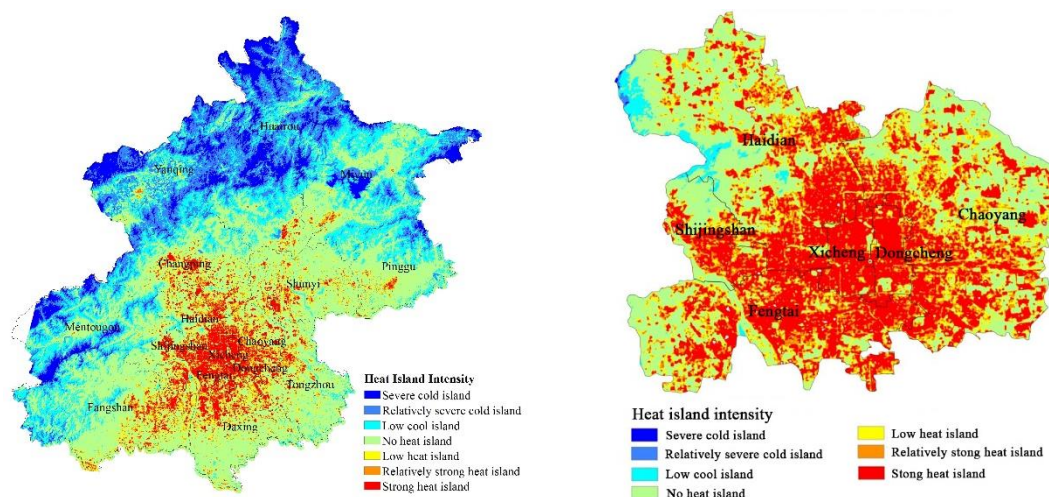 Huairou
Yanqing
Miyun
Changping
Pinggu
Shunyi
Haidian
Mentougou
Shijingshan
Chaoyang
Xicheng
Dongcheng
Fengtai
Tongzhou
Fangshan
Daxing
Heat Island Intensity
Severe cold island
Relatively severe cold island
Low cool island
No heat island
Low heat island
Relatively strong heat island
Strong heat island
Haidian
Chaoyang
Shijingshan
Xicheng Dongcheng
Fengtai
Heat island intensity
Severe cold island
Relatively severe cold island
Low cool island
No heat island
Low heat island
Relatively stong heat island
Stong heat island